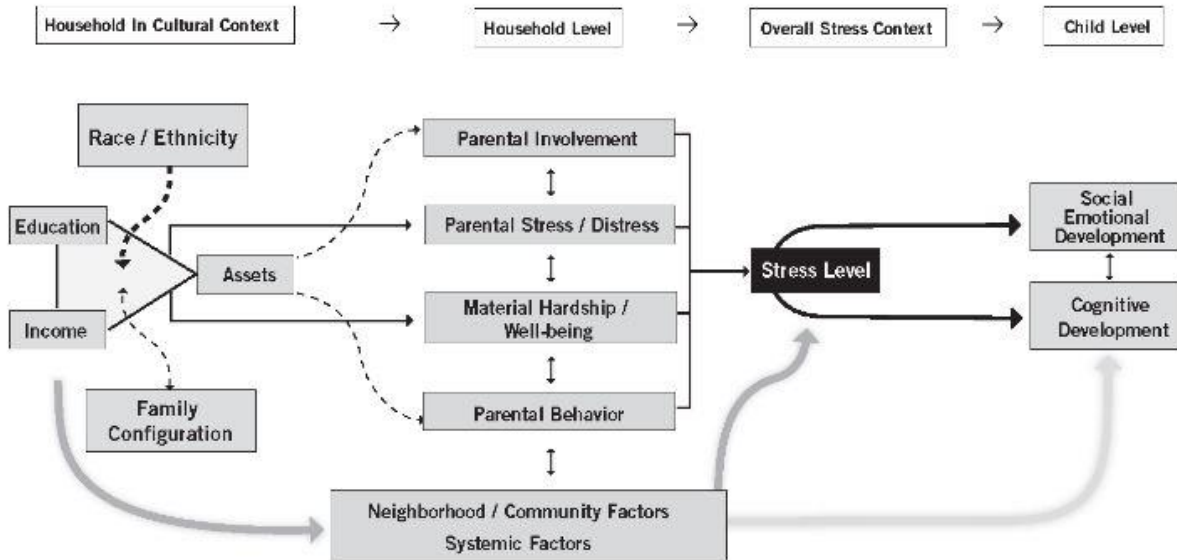 Household In Cultural Context
Household Level
Overall Stress Context
Child Level
Race / Ethnicity
Education
Income
Assets
Family
Configuration
Parental Involvement
Parental Stress / Distress
Material Hardship /
Well-being
Parental Behavior
Neighborhood / Community Factors
Systemic Factors
Stress Level
Social
Emotional
Development
Cognitive
Development